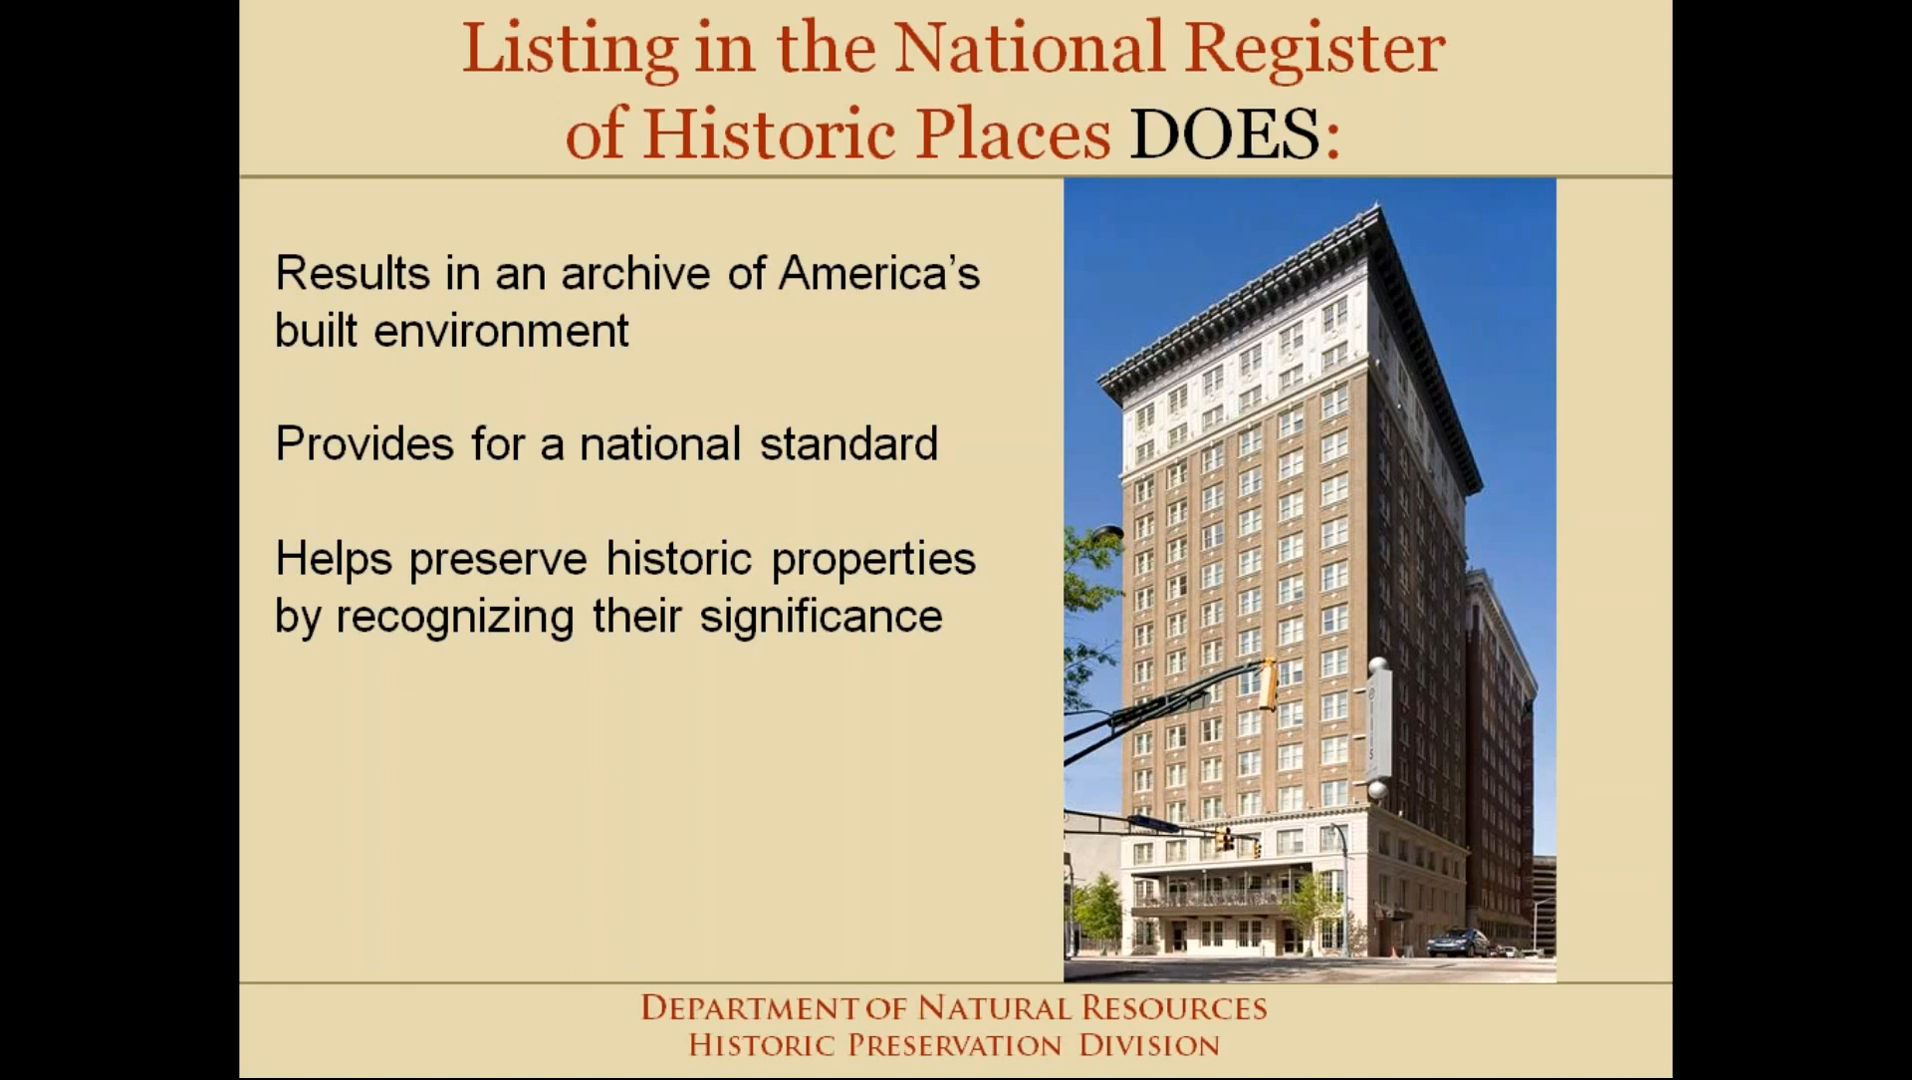 Listing in the National Register
of Historic Places DOES:
Results in an archive of America's
built environment
Provides for a national standard
Helps preserve historic properties
by recognizing their significance
ellis
DEPARTMENT OF NATURAL RESOURCES
HISTORIC PRESERVATION DIVISION